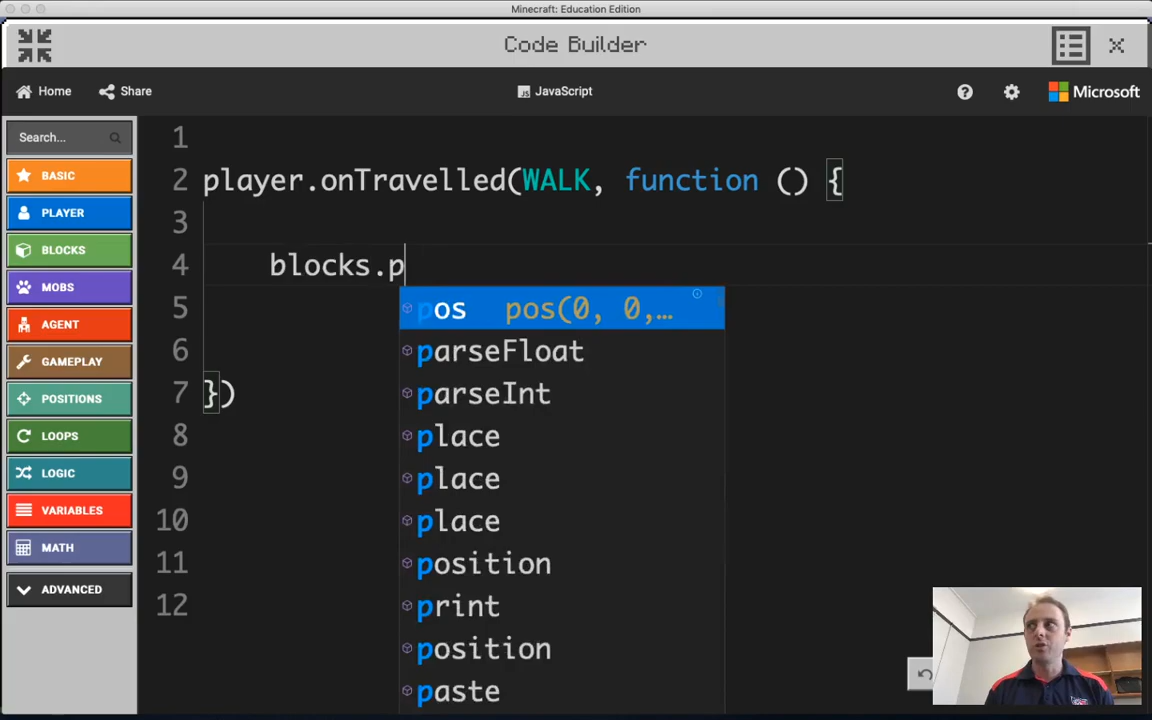 Minecraft: Education Edition
Code Builder
Home
Share
JavaScript
Microsoft
Search...
BASIC
PLAYER
BLOCKS
MOBS
AGENT
GAMEPLAY
POSITIONS
LOOPS
LOGIC
VARIABLES
MATH
ADVANCED
1
2 player.onTravelled(WALK, function () {
3
4 blocks.p
5
6
7 })
8
9
10
11
12
pos pos(0, 0,…
parseFloat
parseInt
place
place
place
position
print
position
paste